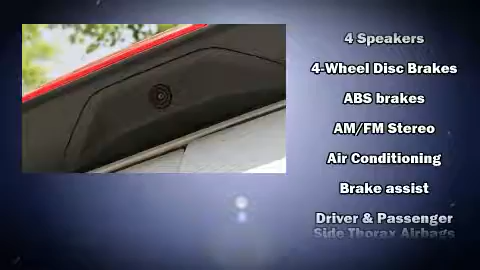 4 Speakers
4-Wheel Disc Brakes
ABS brakes
AM/FM Stereo
Air Conditioning
Brake assist
Driver & Passenger
Side Thorax Airbags